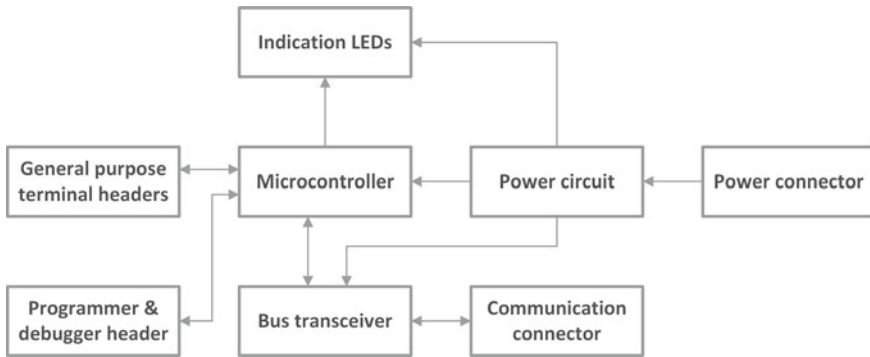 Indication LEDs
General purpose
terminal headers
Microcontroller
Power circuit
Power connector
Programmer &
debugger header
Bus transceiver
Communication
connector